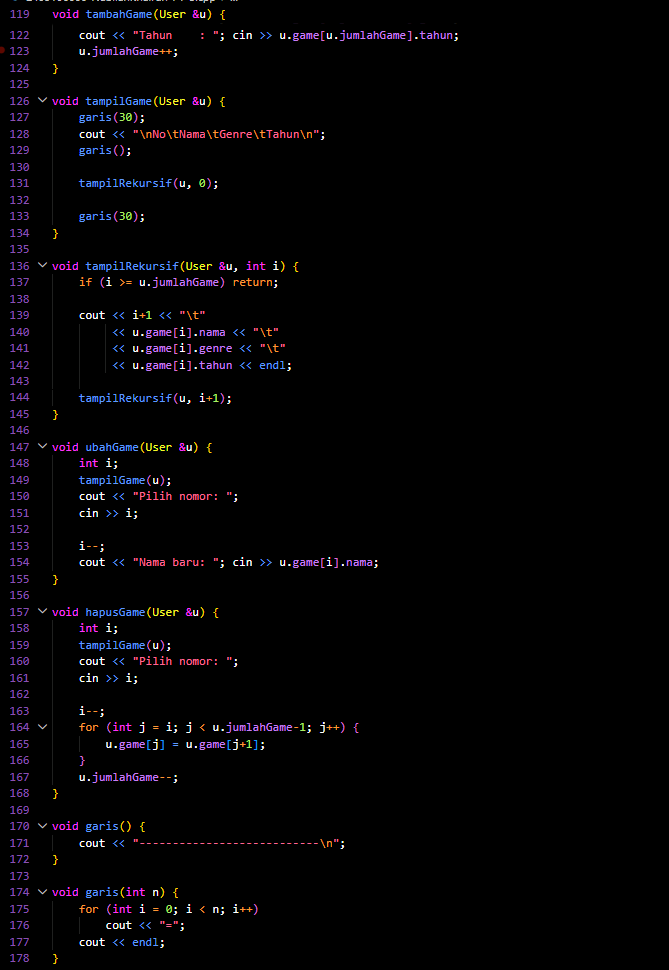 119 void tambahGame(User &u) {
122 cout << "Tahun    : "; cin >> u.game[u.jumlahGame].tahun;
123 u.jumlahGame++;
124 }
125
126 void tampilGame(User &u) {
127 garis(30);
128 cout << "\nNo\tNama\tGenre\tTahun\n";
129 garis();
130
131 tampilRekursif(u, 0);
132
133 garis(30);
134 }
135
136 void tampilRekursif(User &u, int i) {
137 if (i >= u.jumlahGame) return;
138
139 cout << i+1 << "\t"
140 << u.game[i].nama << "\t"
141 << u.game[i].genre << "\t"
142 << u.game[i].tahun << endl;
143
144 tampilRekursif(u, i+1);
145 }
146
147 void ubahGame(User &u) {
148 int i;
149 tampilGame(u);
150 cout << "Pilih nomor: ";
151 cin >> i;
152
153 i--;
154 cout << "Nama baru: "; cin >> u.game[i].nama;
155 }
156
157 void hapusGame(User &u) {
158 int i;
159 tampilGame(u);
160 cout << "Pilih nomor: ";
161 cin >> i;
162
163 i--;
164 for (int j = i; j < u.jumlahGame-1; j++) {
165 u.game[j] = u.game[j+1];
166 }
167 u.jumlahGame--;
168 }
169
170 void garis() {
171 cout << "---------------------------\n";
172 }
173
174 void garis(int n) {
175 for (int i = 0; i < n; i++)
176 cout << "=";
177 cout << endl;
178 }